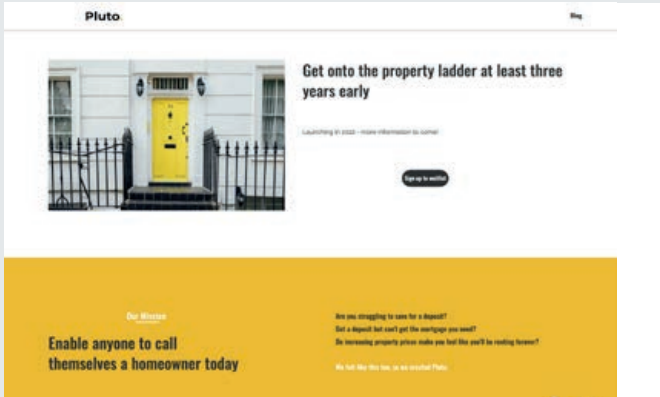 Pluto.
Blog
Get onto the property ladder at least three
years early
Launching in 2022 - more information to come!
Sign up to waitlist
Our Mission
Enable anyone to call
themselves a homeowner today
Are you struggling to save for a deposit?
Got a deposit but can't get the mortgage you need?
Do increasing property prices make you feel like you'll be renting forever?
We felt like this too, so we created Pluto.